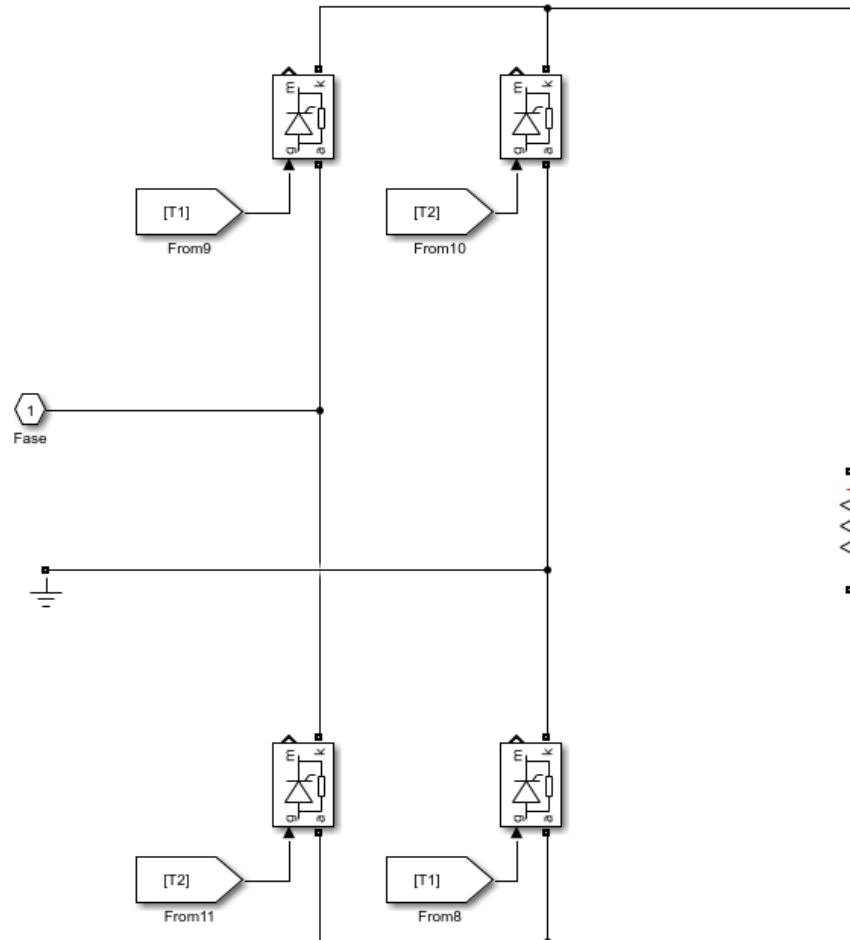 m k
g a
m k
g a
[T1]
From9
[T2]
From10
1
Fase
m k
g a
m k
g a
[T2]
From11
[T1]
From8